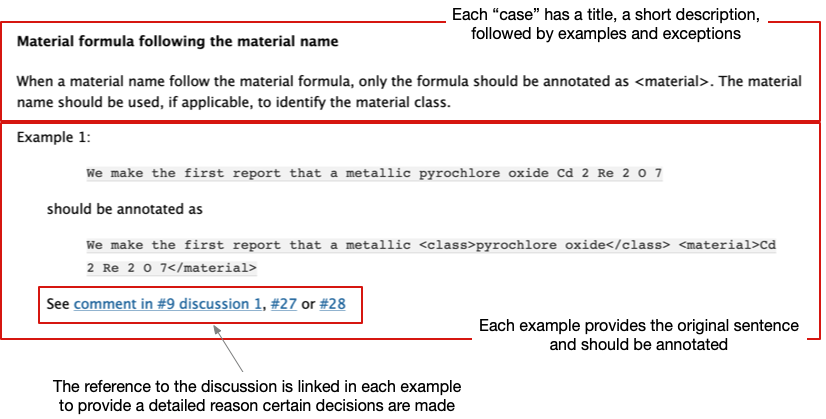 Each “case” has a title, a short description,
followed by examples and exceptions
Material formula following the material name
When a material name follow the material formula, only the formula should be annotated as <material>. The material
name should be used, if applicable, to identify the material class.
Example 1:
We make the first report that a metallic pyrochlore oxide Cd 2 Re 2 O 7
should be annotated as
We make the first report that a metallic <class>pyrochlore oxide</class> <material>Cd
2 Re 2 O 7</material>
See comment in #9 discussion 1, #27 or #28
Each example provides the original sentence
and should be annotated
The reference to the discussion is linked in each example
to provide a detailed reason certain decisions are made